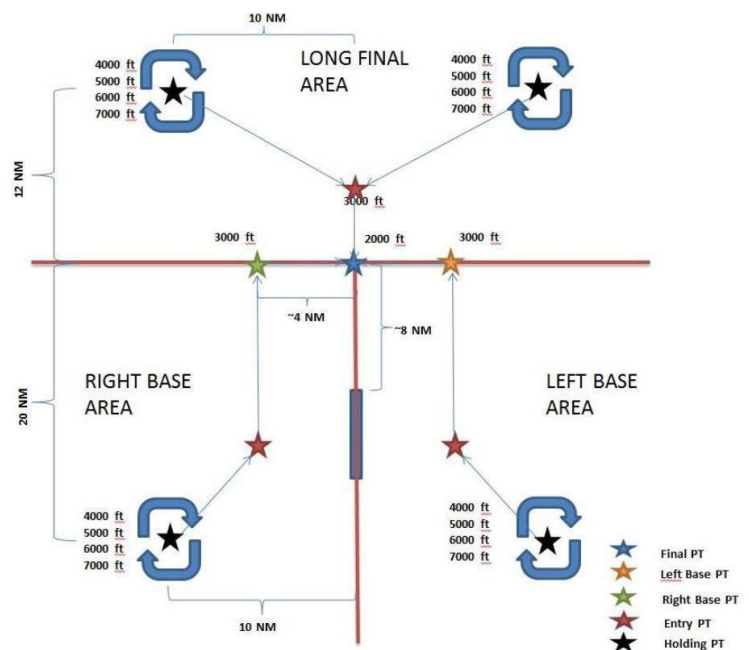 10 NM
LONG FINAL
AREA
4000 ft
5000 ft
6000 ft
7000 ft
4000 ft
5000 ft
6000 ft
7000 ft
12 NM
3000 ft
3000 ft
2000 ft
3000 ft
~4 NM
~8 NM
RIGHT BASE
AREA
LEFT BASE
AREA
20 NM
4000 ft
5000 ft
6000 ft
7000 ft
4000 ft
5000 ft
6000 ft
7000 ft
10 NM
Final PT
Left Base PT
Right Base PT
Entry PT
Holding PT